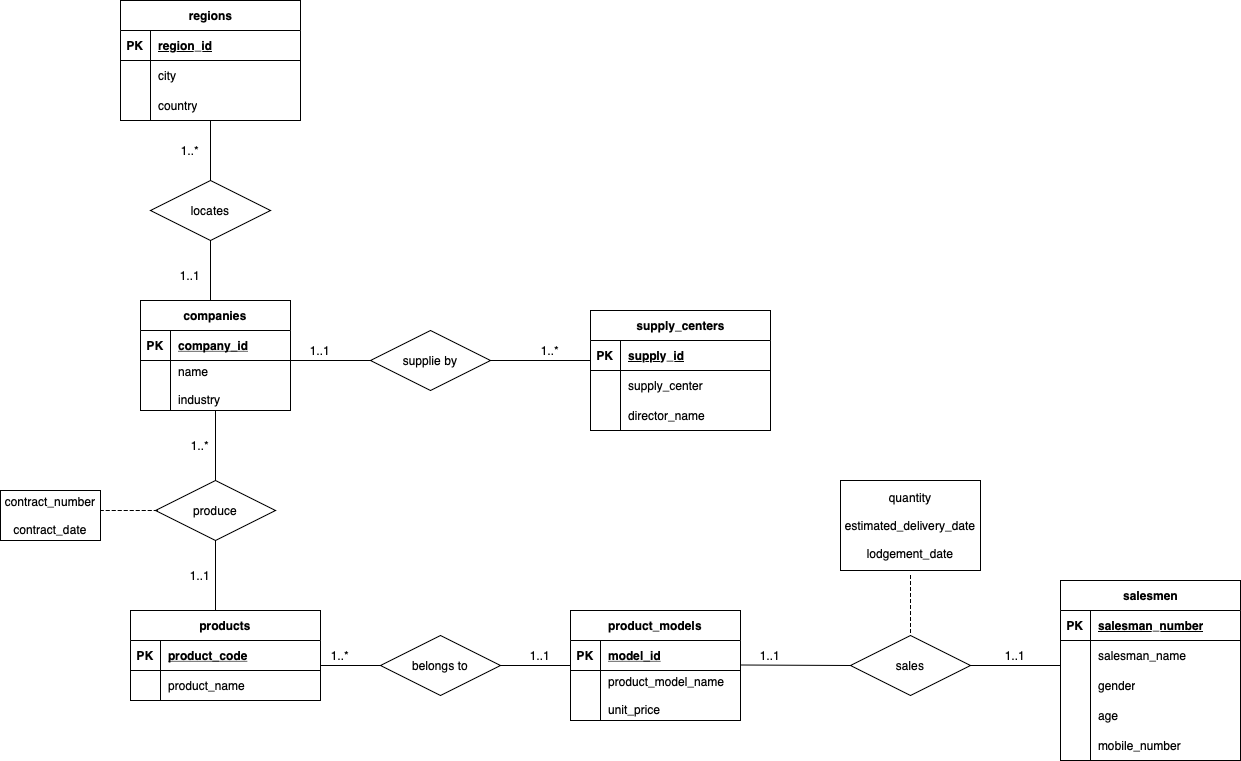 regions
PK region_id
city
country
1..*
locates
1..1
companies
PK company_id
name
industry
1..1
supplie by
1..*
supply_centers
PK supply_id
supply_center
director_name
1..*
contract_number
contract_date
produce
1..1
quantity
estimated_delivery_date
lodgement_date
products
PK product_code
product_name
1..*
belongs to
1..1
product_models
PK model_id
product_model_name
unit_price
1..1
sales
1..1
salesmen
PK salesman_number
salesman_name
gender
age
mobile_number